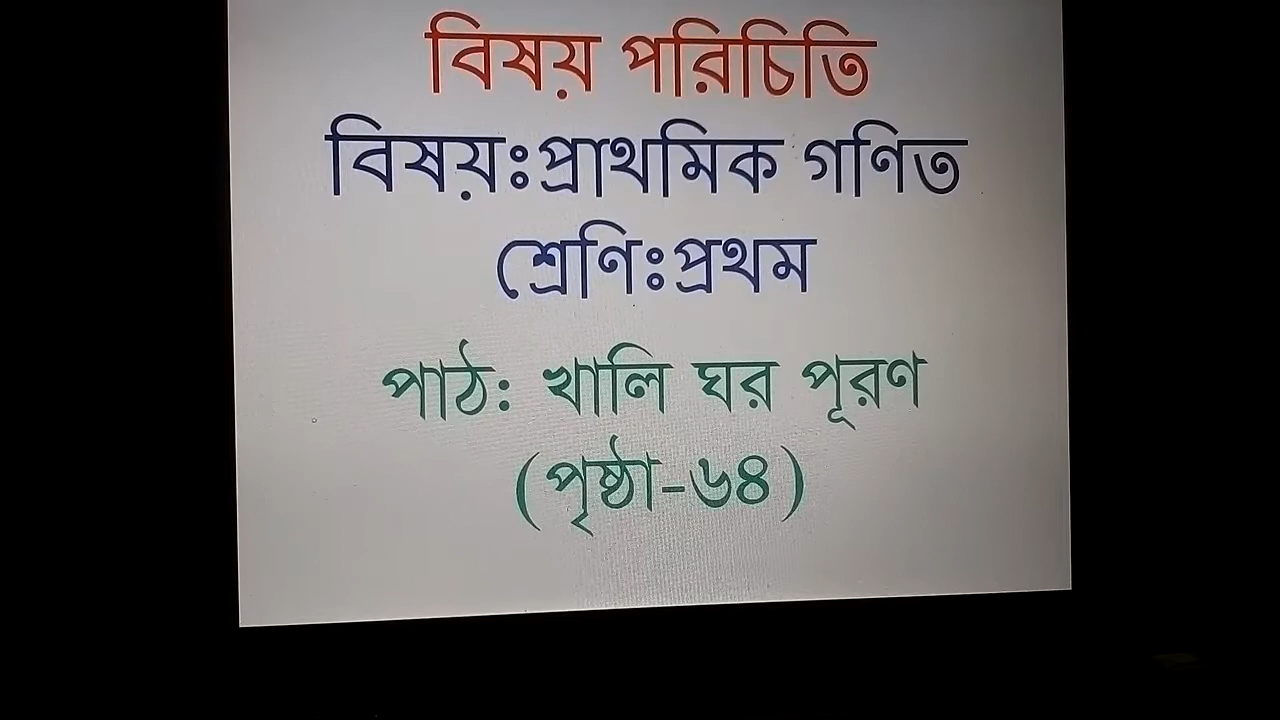 বিষয় পরিচিতি
বিষয়ঃপ্রাথমিক গণিত
শ্রেণিঃপ্রথম
পাঠ: খালি ঘর পূরণ
(পৃষ্ঠা-৬৪)